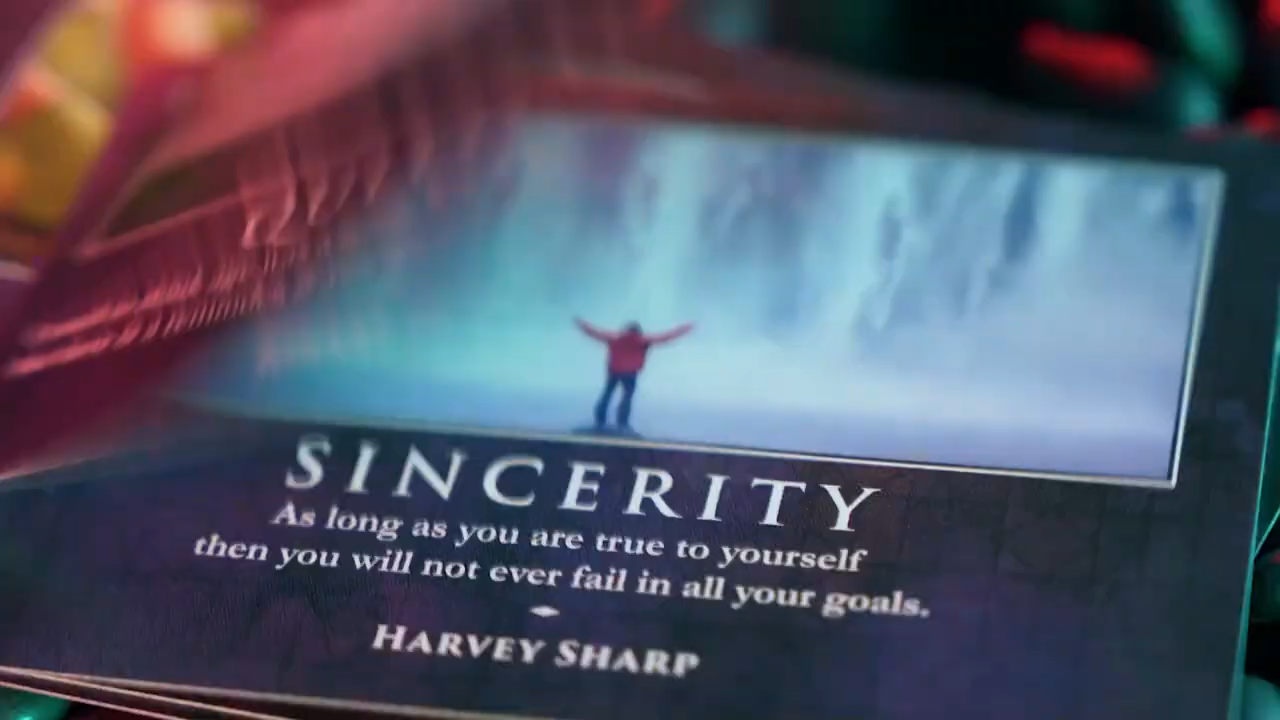 SINCERITY
As long as you are true to yourself
then you will not ever fail in all your goals.
HARVEY SHARP